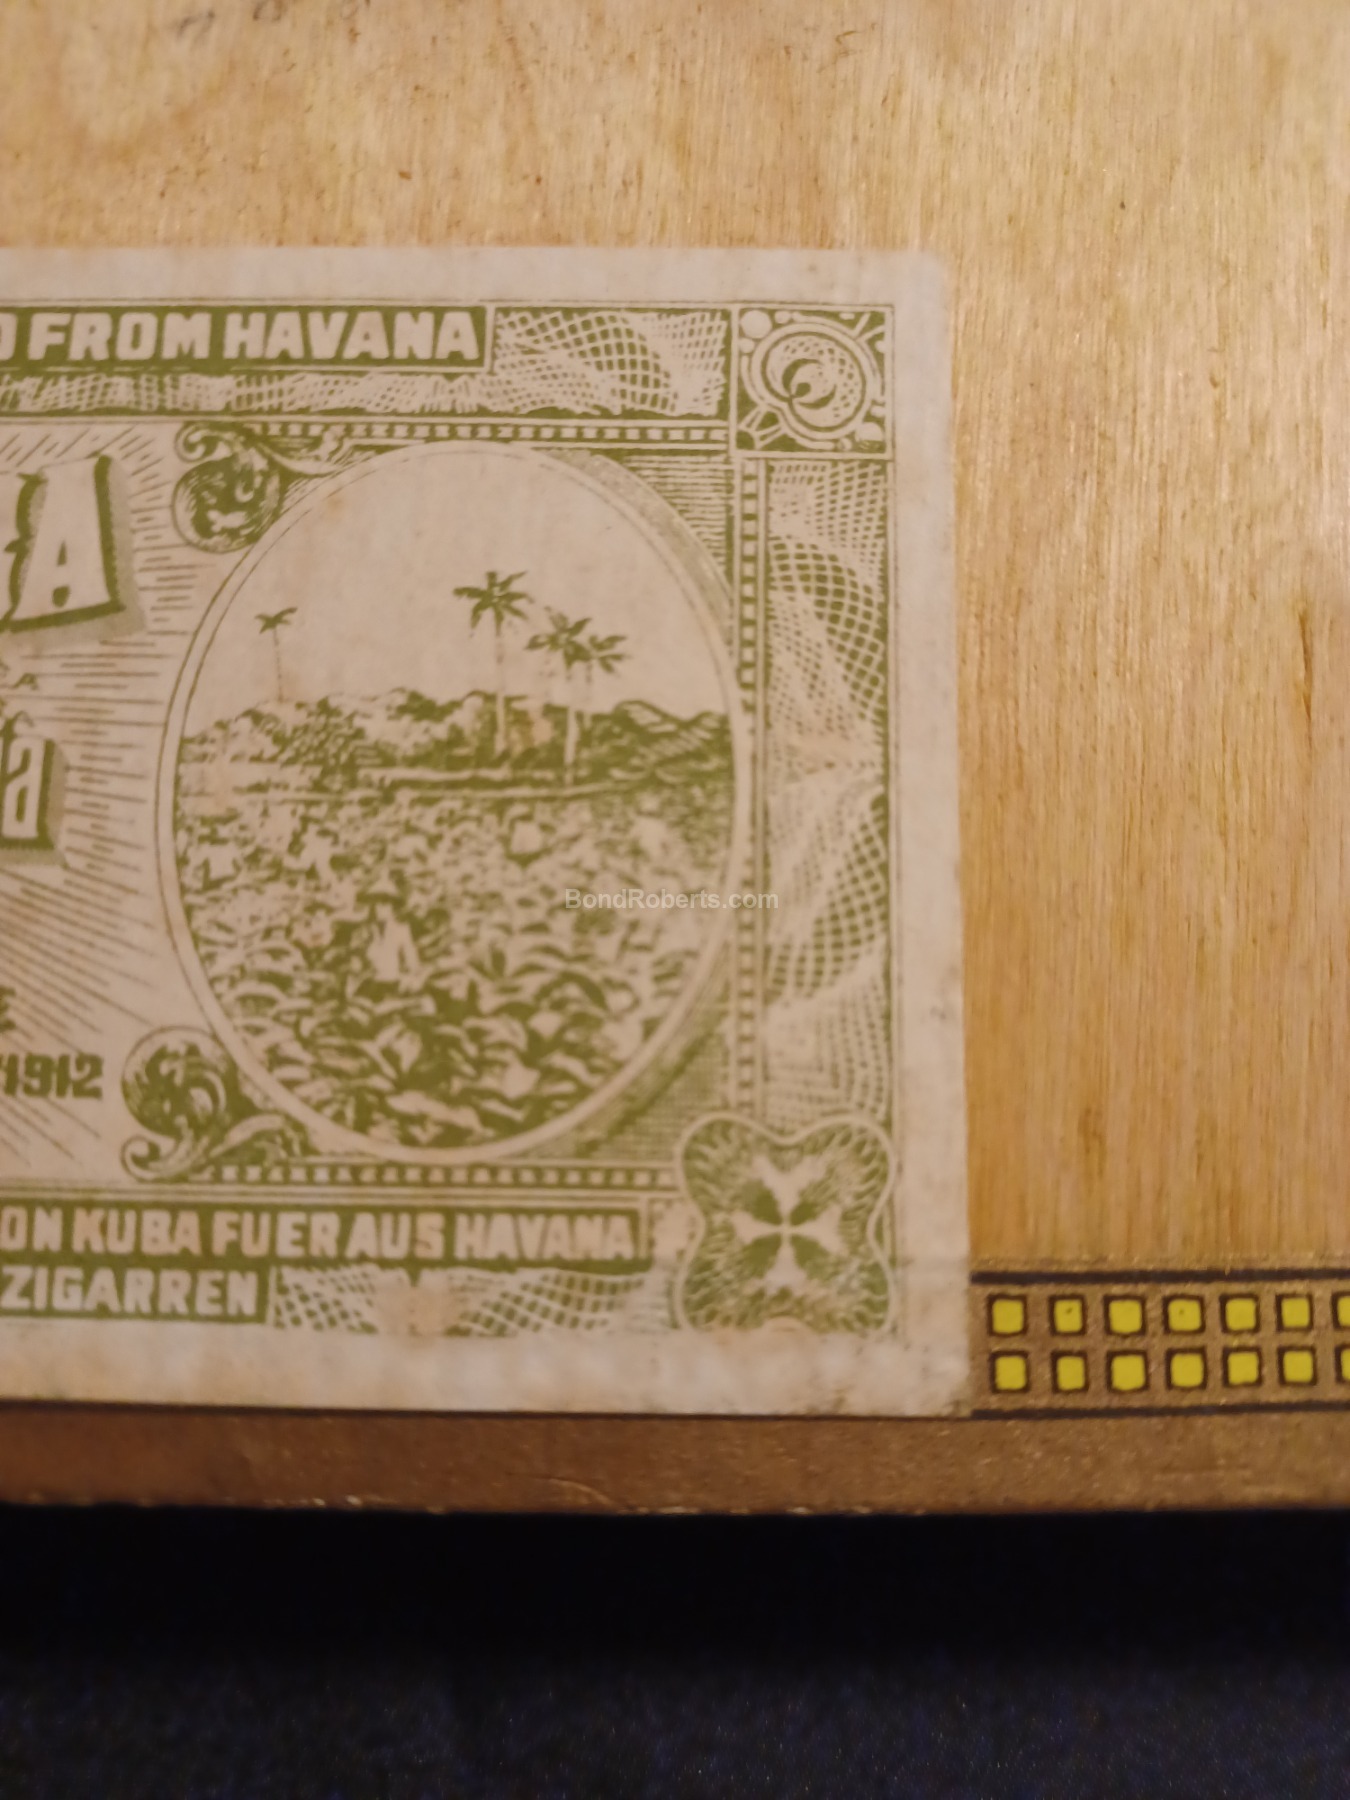 FROM HAVANA
A
a
1912
BondRoberts.com
ON KUBA FUER AUS HAVANA
ZIGARREN